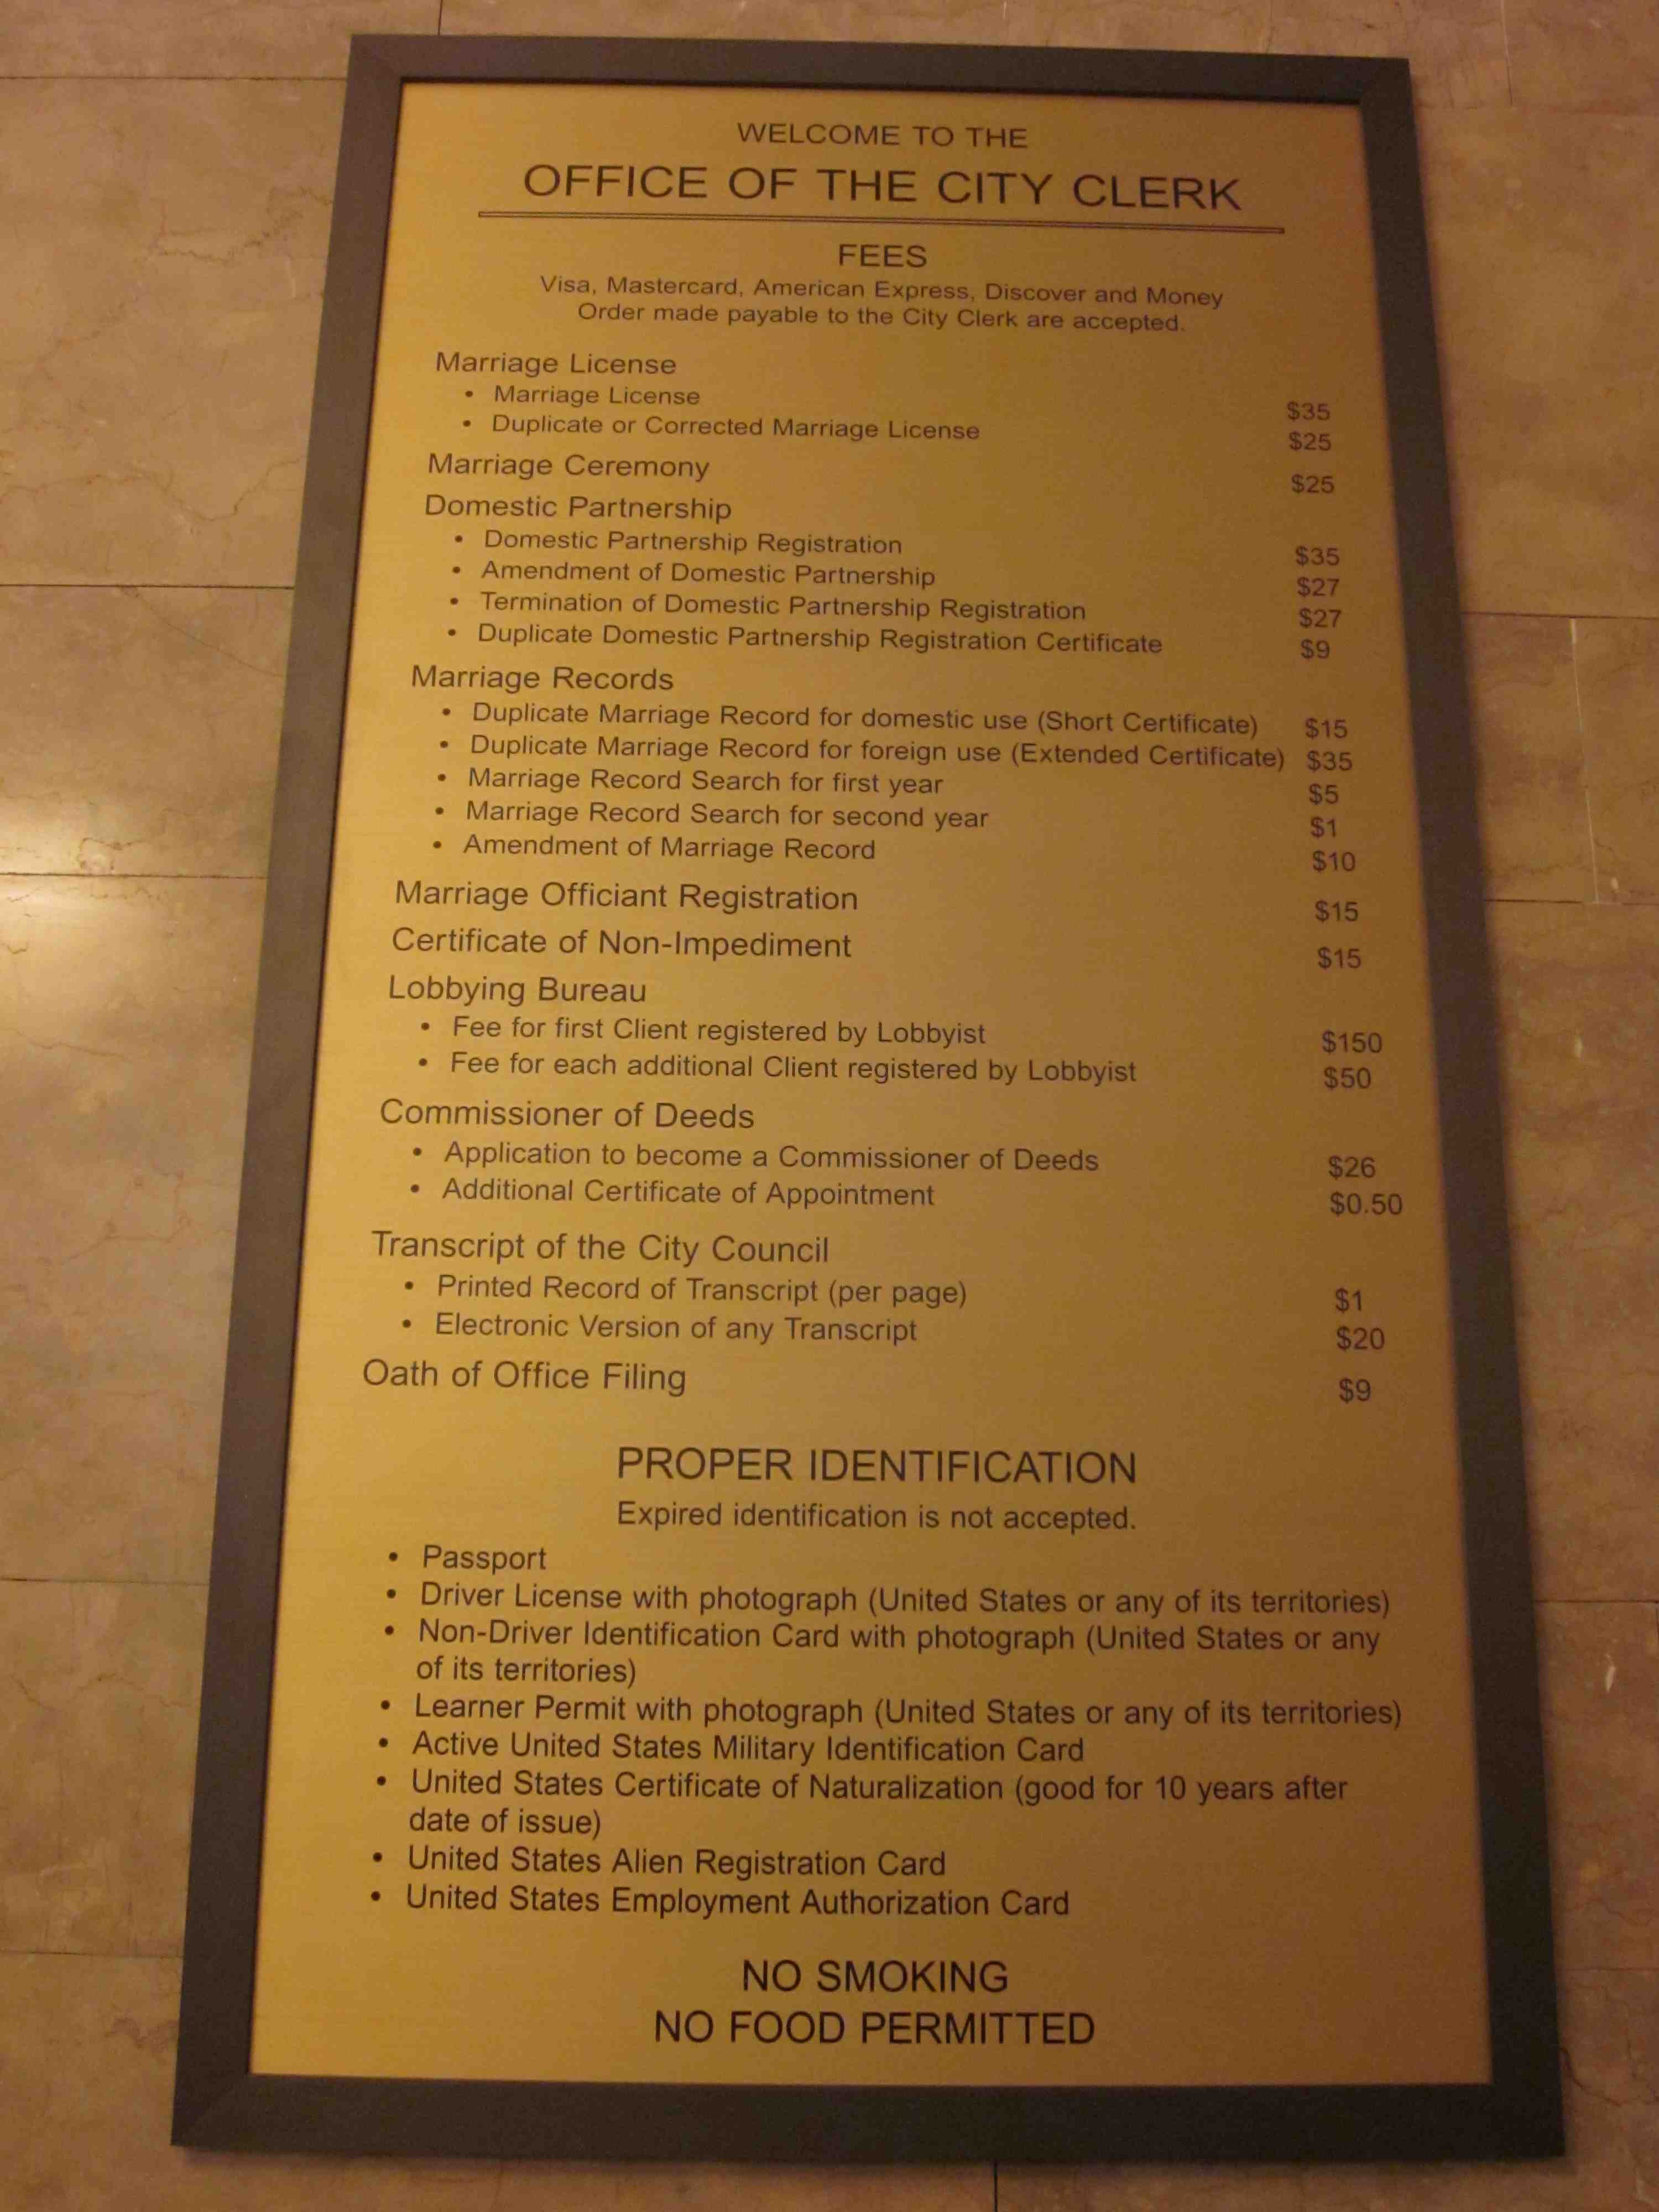 WELCOME TO THE
OFFICE OF THE CITY CLERK
FEES
Visa, Mastercard, American Express, Discover and Money
Order made payable to the City Clerk are accepted.
Marriage License
• Marriage License $35
• Duplicate or Corrected Marriage License $25
Marriage Ceremony $25
Domestic Partnership
• Domestic Partnership Registration $35
• Amendment of Domestic Partnership $27
• Termination of Domestic Partnership Registration $27
• Duplicate Domestic Partnership Registration Certificate $9
Marriage Records
• Duplicate Marriage Record for domestic use (Short Certificate) $15
• Duplicate Marriage Record for foreign use (Extended Certificate) $35
• Marriage Record Search for first year $5
• Marriage Record Search for second year $1
• Amendment of Marriage Record $10
Marriage Officiant Registration $15
Certificate of Non-Impediment $15
Lobbying Bureau
• Fee for first Client registered by Lobbyist $150
• Fee for each additional Client registered by Lobbyist $50
Commissioner of Deeds
• Application to become a Commissioner of Deeds $26
• Additional Certificate of Appointment $0.50
Transcript of the City Council
• Printed Record of Transcript (per page) $1
• Electronic Version of any Transcript $20
Oath of Office Filing $9
PROPER IDENTIFICATION
Expired identification is not accepted.
• Passport
• Driver License with photograph (United States or any of its territories)
• Non-Driver Identification Card with photograph (United States or any
of its territories)
• Learner Permit with photograph (United States or any of its territories)
• Active United States Military Identification Card
• United States Certificate of Naturalization (good for 10 years after
date of issue)
• United States Alien Registration Card
• United States Employment Authorization Card
NO SMOKING
NO FOOD PERMITTED